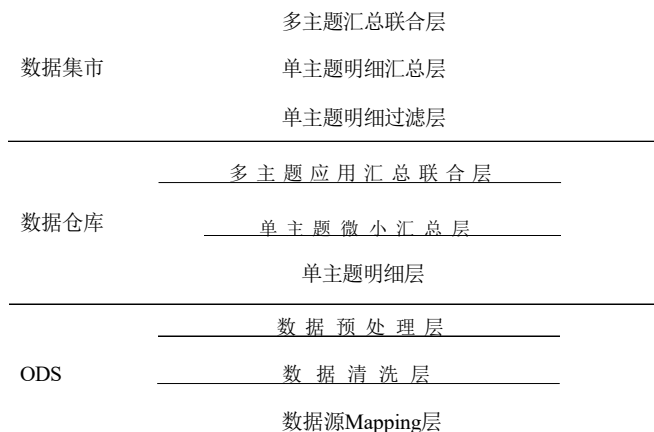 多主题汇总联合层
数据集市
单主题明细汇总层
单主题明细过滤层
多主题应用汇总联合层
数据仓库
单主题微小汇总层
单主题明细层
数据预处理层
ODS
数据清洗层
数据源Mapping层